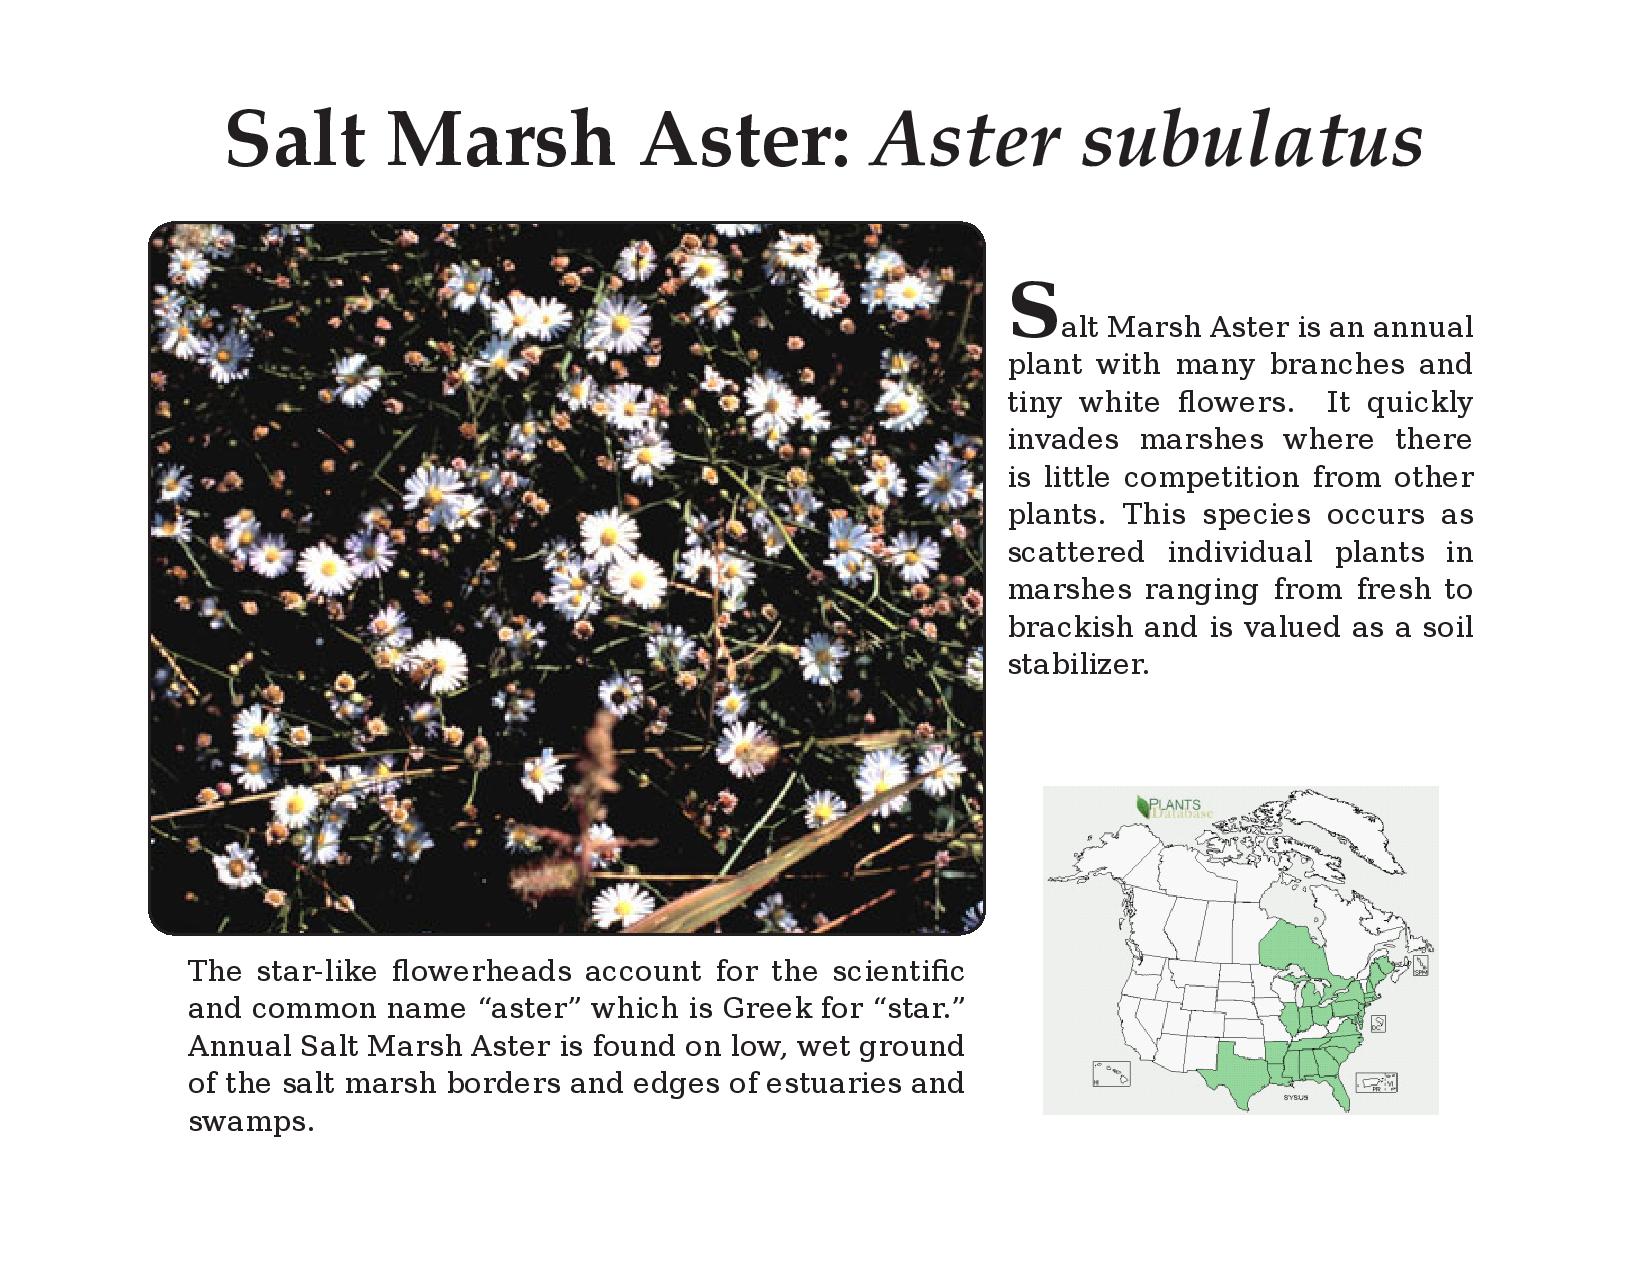 Salt Marsh Aster: Aster subulatus
Salt Marsh Aster is an annual
plant with many branches and
tiny white flowers. It quickly
invades marshes where there
is little competition from other
plants. This species occurs as
scattered individual plants in
marshes ranging from fresh to
brackish and is valued as a soil
stabilizer.
The star-like flowerheads account for the scientific
and common name “aster” which is Greek for “star.”
Annual Salt Marsh Aster is found on low, wet ground
of the salt marsh borders and edges of estuaries and
swamps.
PLANTS
Database
SPM
DC
HI
PR
VI
SYSU5